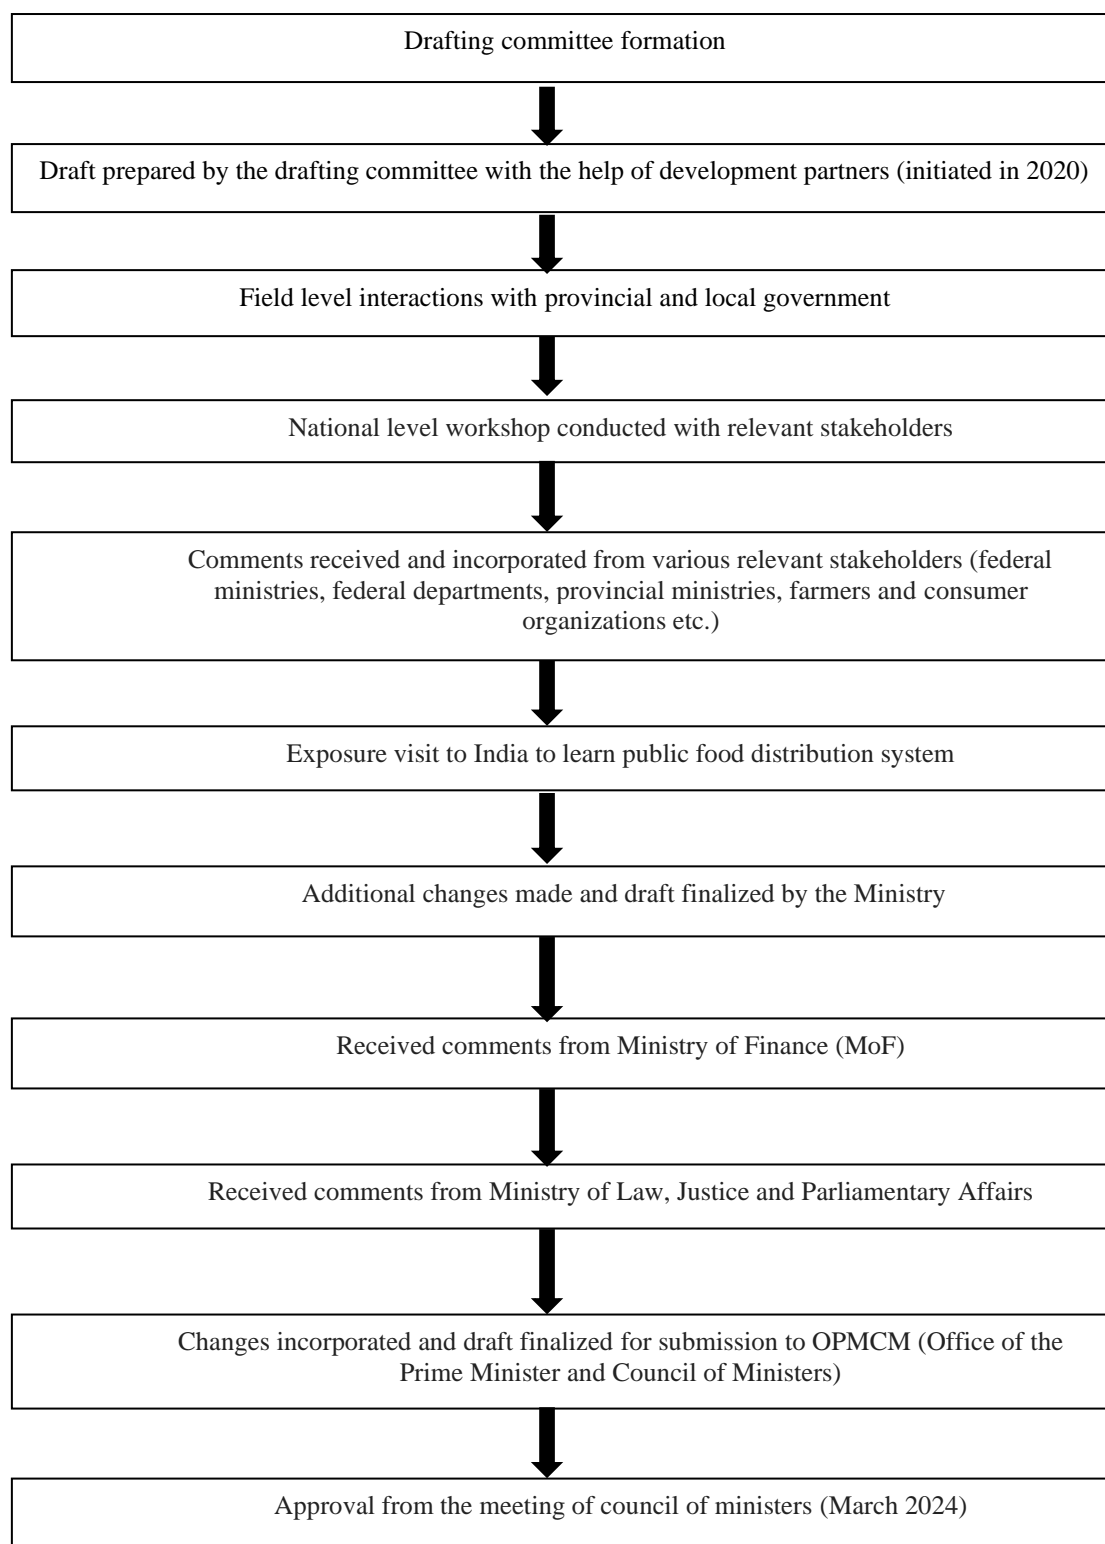 Drafting committee formation
Draft prepared by the drafting committee with the help of development partners (initiated in 2020)
Field level interactions with provincial and local government
National level workshop conducted with relevant stakeholders
Comments received and incorporated from various relevant stakeholders (federal
ministries, federal departments, provincial ministries, farmers and consumer
organizations etc.)
Exposure visit to India to learn public food distribution system
Additional changes made and draft finalized by the Ministry
Received comments from Ministry of Finance (MoF)
Received comments from Ministry of Law, Justice and Parliamentary Affairs
Changes incorporated and draft finalized for submission to OPMCM (Office of the
Prime Minister and Council of Ministers)
Approval from the meeting of council of ministers (March 2024)